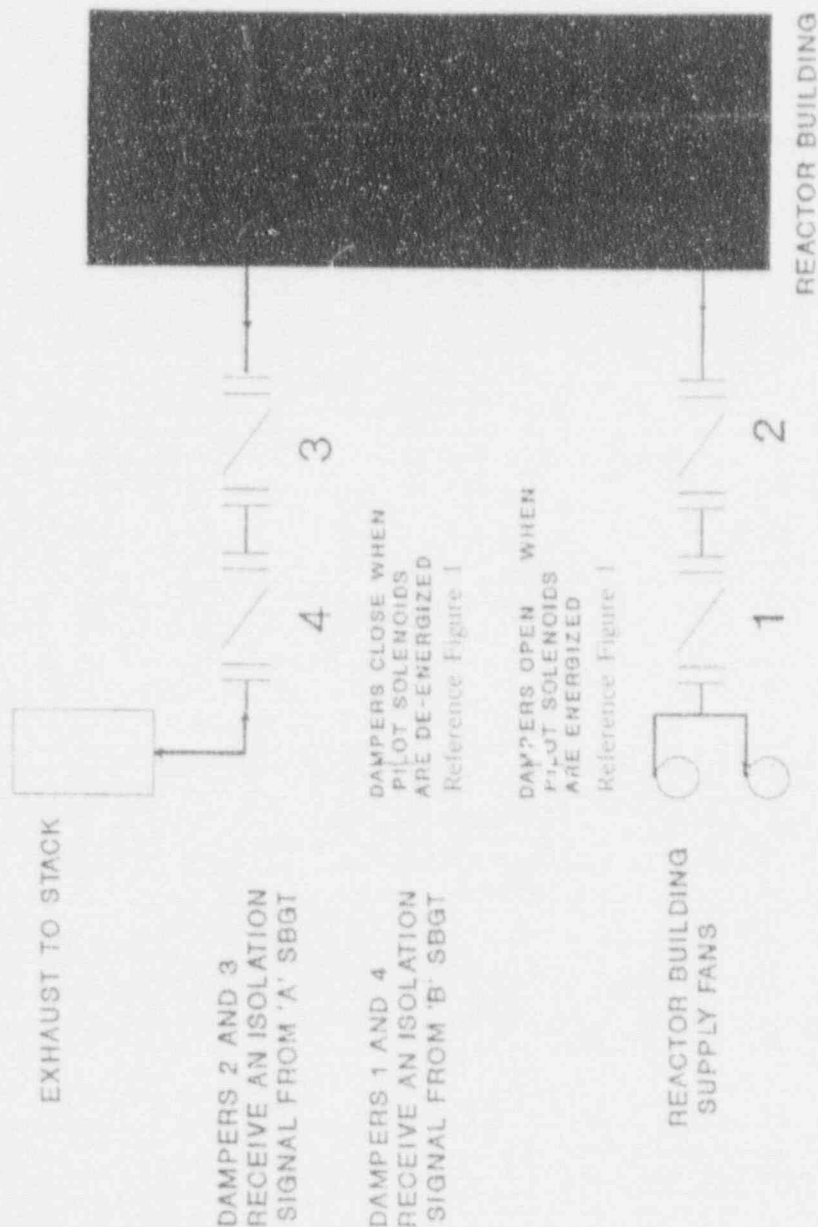 EXHAUST TO STACK
DAMPERS 2 AND 3
RECEIVE AN ISOLATION
SIGNAL FROM 'A' SBGT
DAMPERS 1 AND 4
RECEIVE AN ISOLATION
SIGNAL FROM 'B' SBGT
REACTOR BUILDING
SUPPLY FANS
4
3
DAMPERS CLOSE WHEN
PILOT SOLENOIDS
ARE DE-ENERGIZED
Reference Figure 1
DAMPERS OPEN WHEN
PILOT SOLENOIDS
ARE ENERGIZED
Reference Figure 1
1
2
REACTOR BUILDING